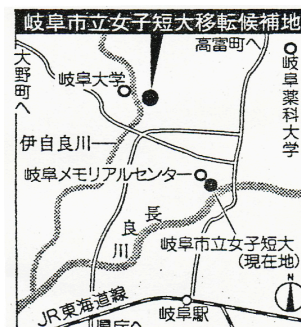 岐阜市立女子短大移転候補地
高富町へ
大野町へ
岐阜大学
岐阜薬科大学
伊自良川
岐阜メモリアルセンター
長良川
岐阜市立女子短大
(現在地)
JR東海道線
岐阜駅
県庁へ
N